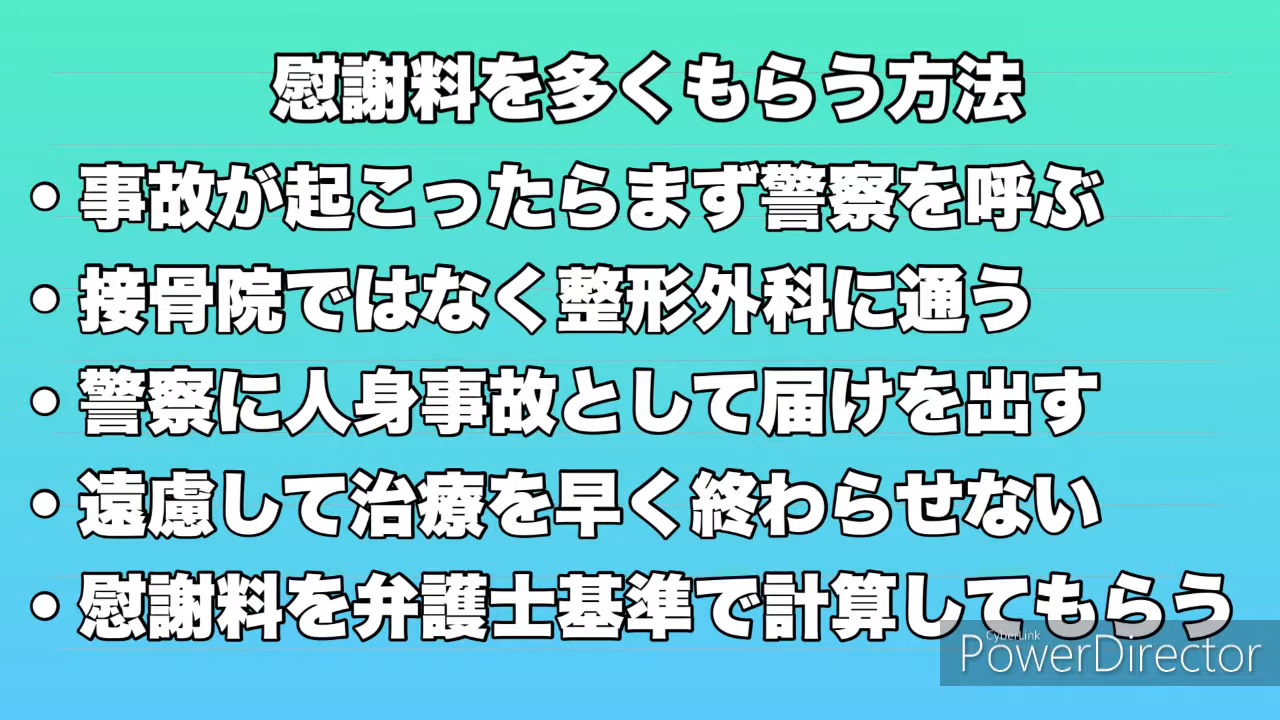 慰謝料を多くもらう方法
• 事故が起こったらまず警察を呼ぶ
• 接骨院ではなく整形外科に通う
• 警察に人身事故として届けを出す
• 遠慮して治療を早く終わらせない
• 慰謝料を弁護士基準で計算してもらう
CyberLink
PowerDirector